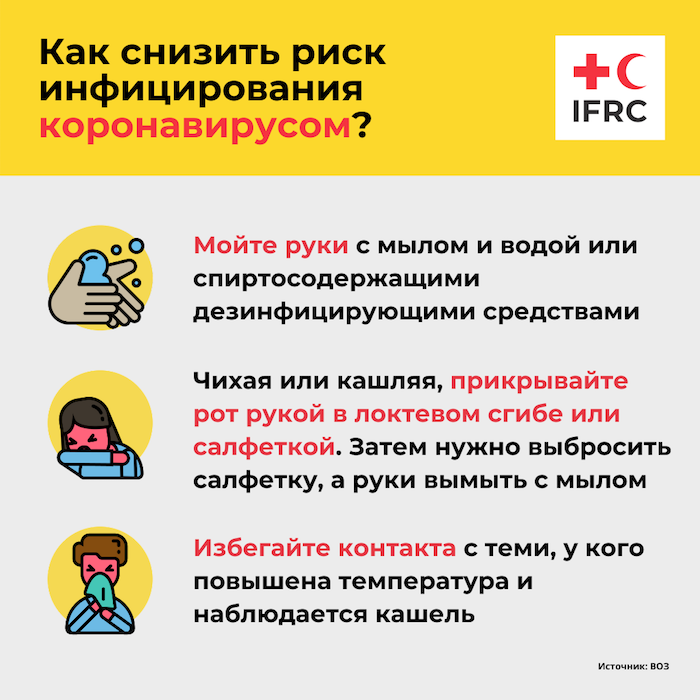 Как снизить риск
инфицирования
коронавирусом?
IFRC
Мойте руки с мылом и водой или
спиртосодержащими
дезинфицирующими средствами
Чихая или кашляя, прикрывайте
рот рукой в локтевом сгибе или
салфеткой. Затем нужно выбросить
салфетку, а руки вымыть с мылом
Избегайте контакта с теми, у кого
повышена температура и
наблюдается кашель
Источник: ВОЗ